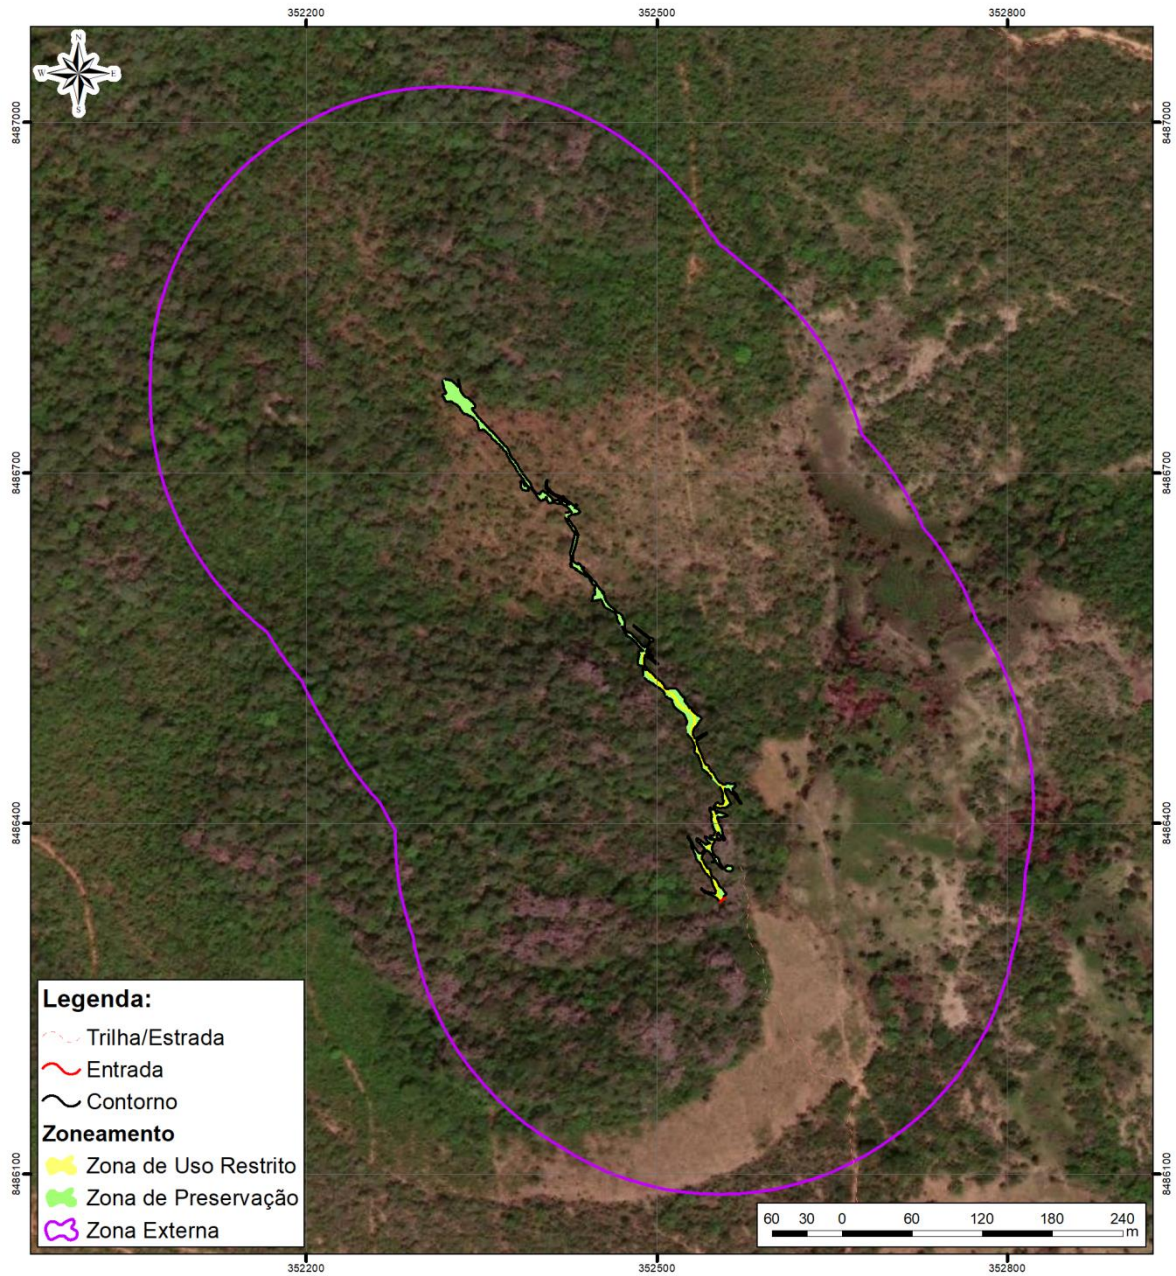 352200 352500 352800
N
W E
S
8487000 8487000
8486700 8486700
8486400 8486400
Legenda:
Trilha/Estrada
Entrada
Contorno
Zoneamento
Zona de Uso Restrito
Zona de Preservação
Zona Externa
8486100 8486100
60 30 0 60 120 180 240
m
352200 352500 352800